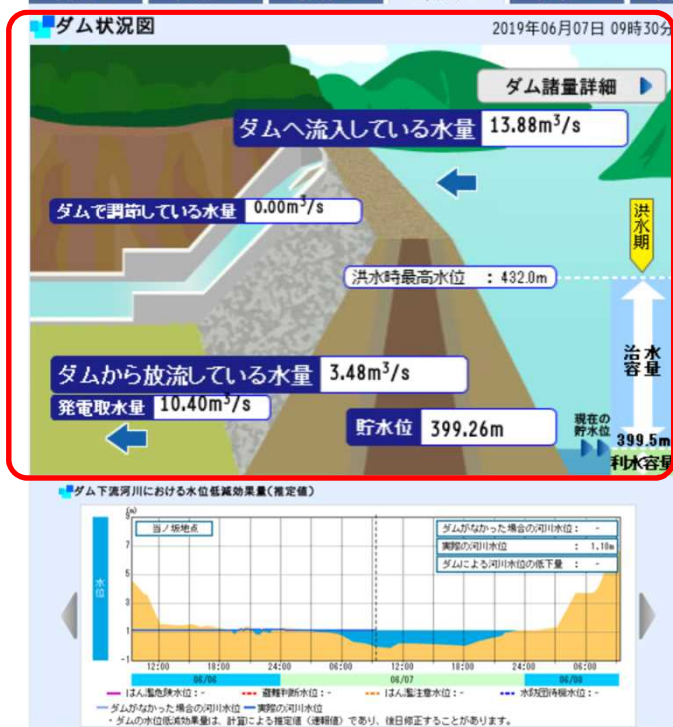 ダム状況図
2019年06月07日 09時30分
ダム諸量詳細
ダムへ流入している水量 13.88m³/s
ダムで調節している水量 0.00m³/s
洪水期
洪水時最高水位 : 432.0m
治水容量
ダムから放流している水量 3.48m³/s
発電取水量 10.40m³/s
貯水位 399.26m
現在の貯水位
399.5m
利水容量
ダム下流河川における水位低減効果量(推定値)
(m)
当ノ坂地点
ダムがなかった場合の河川水位: -
実際の河川水位 : 1.10m
ダムによる河川水位の低下量 : -
水位
9
7
5
3
1
-1
12:00 18:00 24:00 06:00 12:00 18:00 24:00 06:00
06/06 06/07 06/08
はん濫危険水位:- 避難判断水位:- はん濫注意水位:- 水防団待機水位:-
ダムがなかった場合の河川水位 実際の河川水位
・ダムの水位低減効果量は、計算による推定値(速報値)であり、後日修正することがあります。